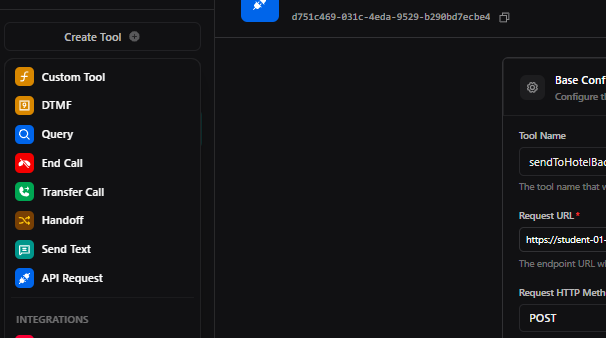 d751c469-031c-4eda-9529-b290bd7ecbe4
Create Tool
Custom Tool
DTMF
Query
End Call
Transfer Call
Handoff
Send Text
API Request
INTEGRATIONS
Base Conf
Configure th
Tool Name
sendToHotelBac
The tool name that w
Request URL*
https://student-01-
The endpoint URL wh
Request HTTP Meth
POST